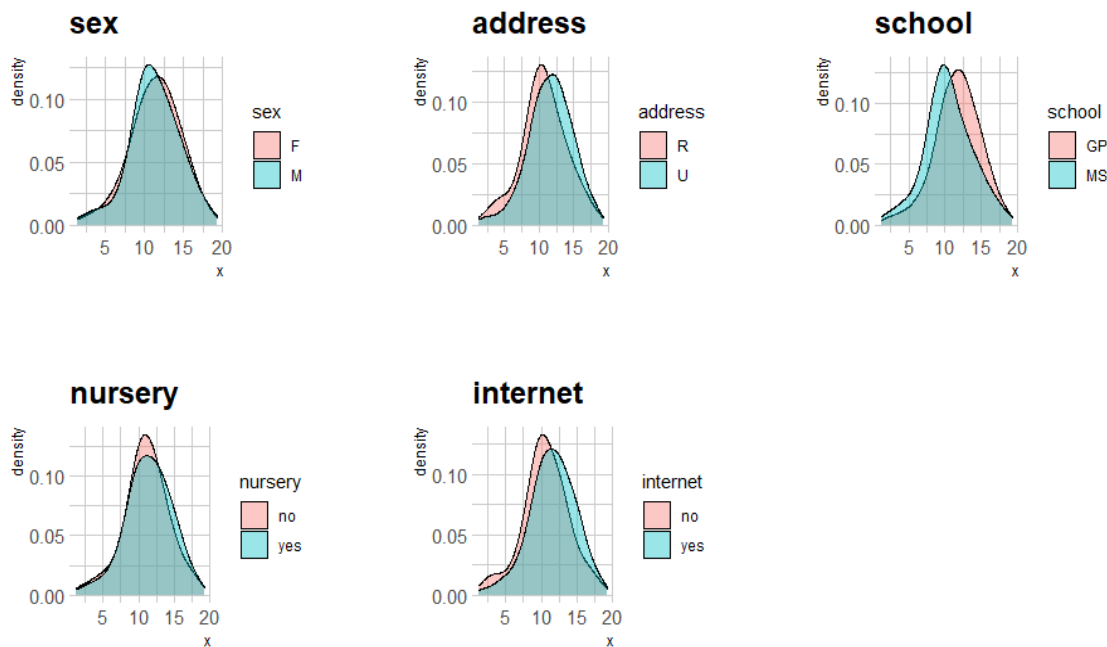 sex
density
0.10
0.05
0.00
5 10 15 20
x
sex
F
M
address
density
0.10
0.05
0.00
5 10 15 20
x
address
R
U
school
density
0.10
0.05
0.00
5 10 15 20
x
school
GP
MS
nursery
density
0.10
0.05
0.00
5 10 15 20
x
nursery
no
yes
internet
density
0.10
0.05
0.00
5 10 15 20
x
internet
no
yes